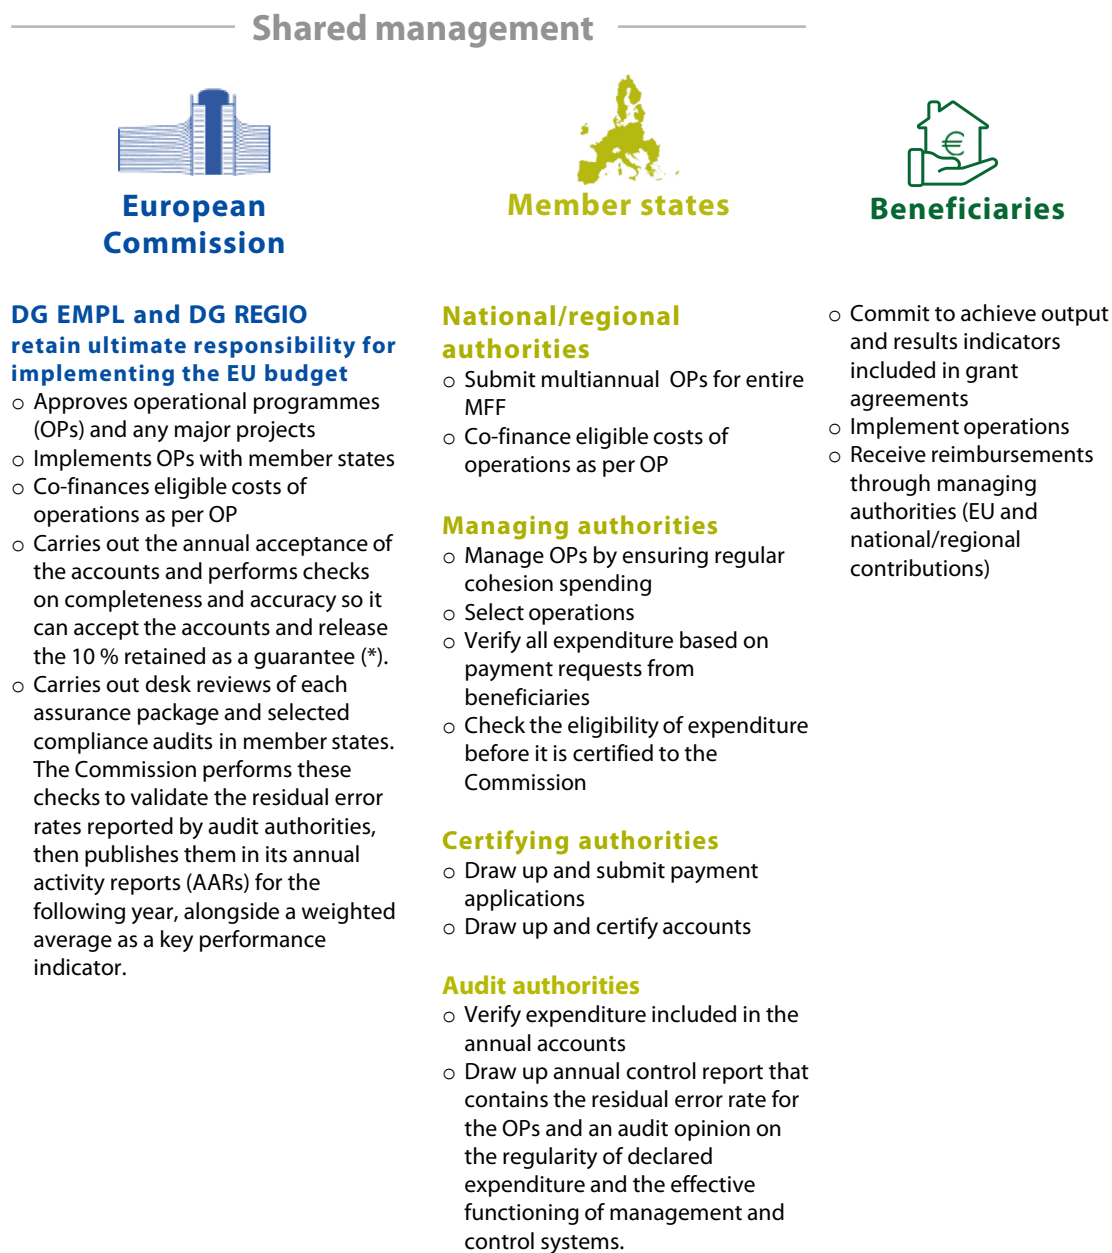 Shared management
European
Commission
DG EMPL and DG REGIO
retain ultimate responsibility for
implementing the EU budget
o Approves operational programmes
(OPs) and any major projects
o Implements OPs with member states
o Co-finances eligible costs of
operations as per OP
o Carries out the annual acceptance of
the accounts and performs checks
on completeness and accuracy so it
can accept the accounts and release
the 10 % retained as a guarantee (*).
o Carries out desk reviews of each
assurance package and selected
compliance audits in member states.
The Commission performs these
checks to validate the residual error
rates reported by audit authorities,
then publishes them in its annual
activity reports (AARs) for the
following year, alongside a weighted
average as a key performance
indicator.
Member states
National/regional
authorities
o Submit multiannual OPs for entire
MFF
o Co-finance eligible costs of
operations as per OP
Managing authorities
o Manage OPs by ensuring regular
cohesion spending
o Select operations
o Verify all expenditure based on
payment requests from
beneficiaries
o Check the eligibility of expenditure
before it is certified to the
Commission
Certifying authorities
o Draw up and submit payment
applications
o Draw up and certify accounts
Audit authorities
o Verify expenditure included in the
annual accounts
o Draw up annual control report that
contains the residual error rate for
the OPs and an audit opinion on
the regularity of declared
expenditure and the effective
functioning of management and
control systems.
€
Beneficiaries
o Commit to achieve output
and results indicators
included in grant
agreements
o Implement operations
o Receive reimbursements
through managing
authorities (EU and
national/regional
contributions)